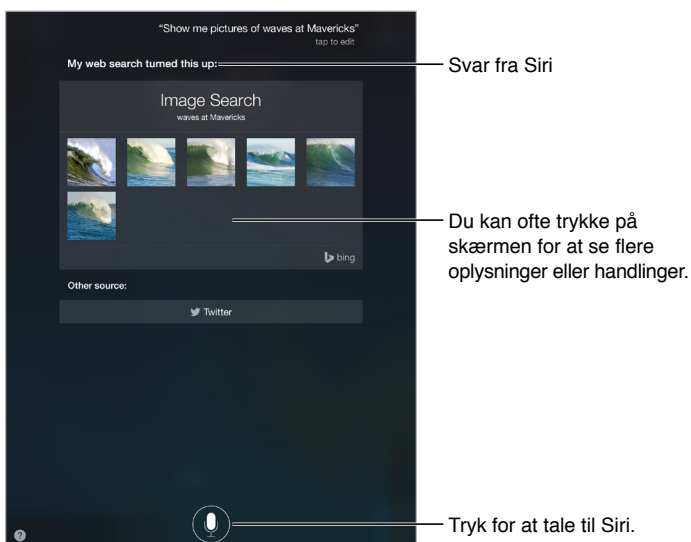 “Show me pictures of waves at Mavericks”
tap to edit
My web search turned this up:
Svar fra Siri
Image Search
waves at Mavericks
Du kan ofte trykke på
skærmen for at se flere
oplysninger eller handlinger.
bing
Other source:
Twitter
Tryk for at tale til Siri.
?